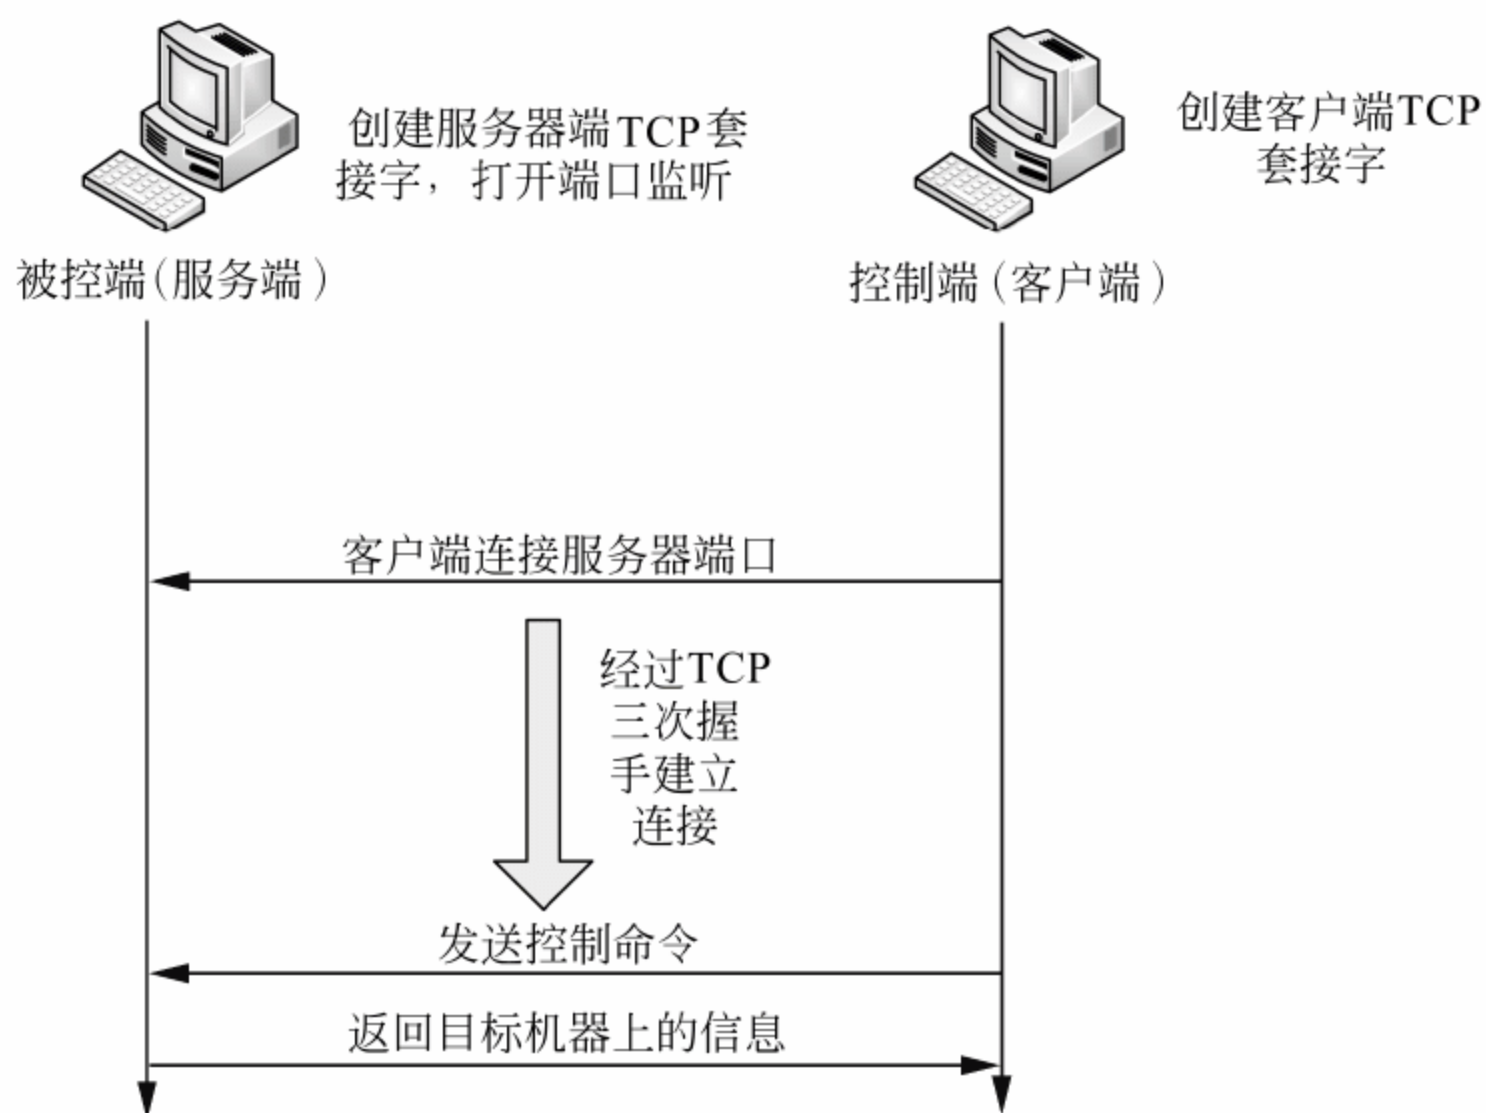 创建服务器端TCP套
接字，打开端口监听
创建客户端TCP
套接字
被控端(服务端)
控制端(客户端)
客户端连接服务器端口
经过TCP
三次握
手建立
连接
发送控制命令
返回目标机器上的信息